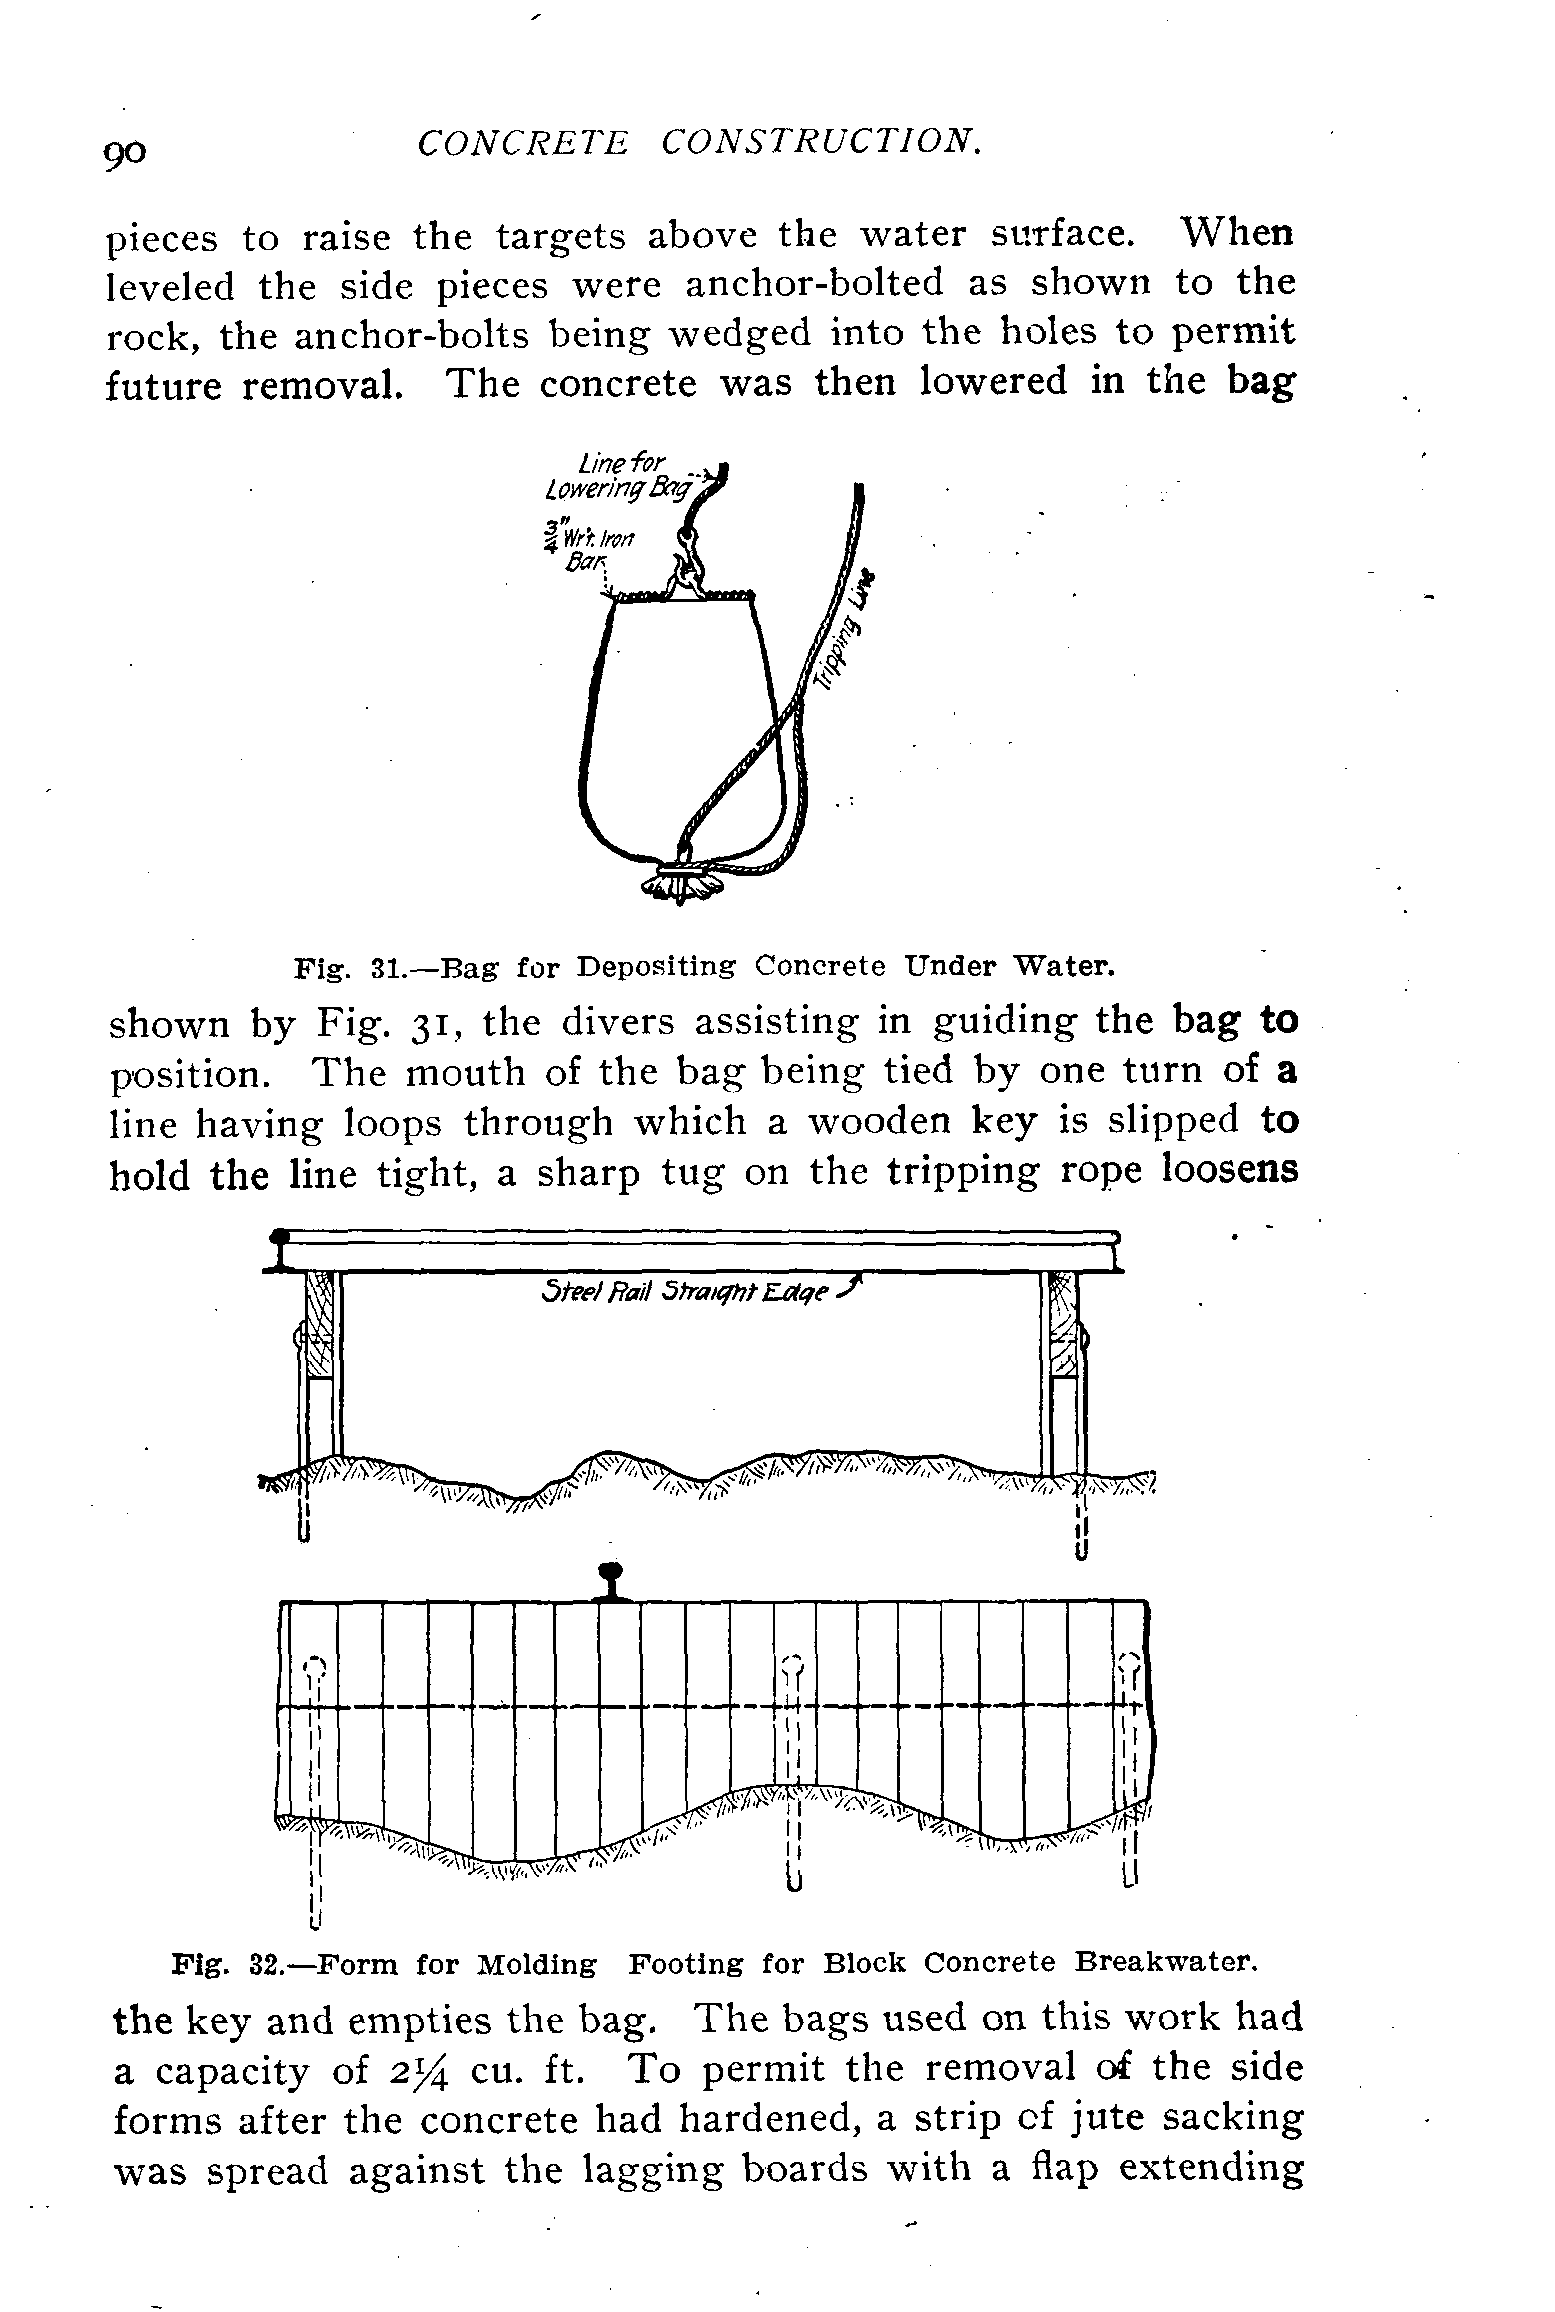 90 CONCRETE CONSTRUCTION.
pieces to raise the targets above the water surface. When
leveled the side pieces were anchor-bolted as shown to the
rock, the anchor-bolts being wedged into the holes to permit
future removal. The concrete was then lowered in the bag
Line for
Lowering Bag
3/4" Wr't. Iron
Bar
Tripping Line
Fig. 31.—Bag for Depositing Concrete Under Water.
shown by Fig. 31, the divers assisting in guiding the bag to
position. The mouth of the bag being tied by one turn of a
line having loops through which a wooden key is slipped to
hold the line tight, a sharp tug on the tripping rope loosens
Steel Rail Straight Edge
Fig. 32.—Form for Molding Footing for Block Concrete Breakwater.
the key and empties the bag. The bags used on this work had
a capacity of 2¼ cu. ft. To permit the removal of the side
forms after the concrete had hardened, a strip of jute sacking
was spread against the lagging boards with a flap extending